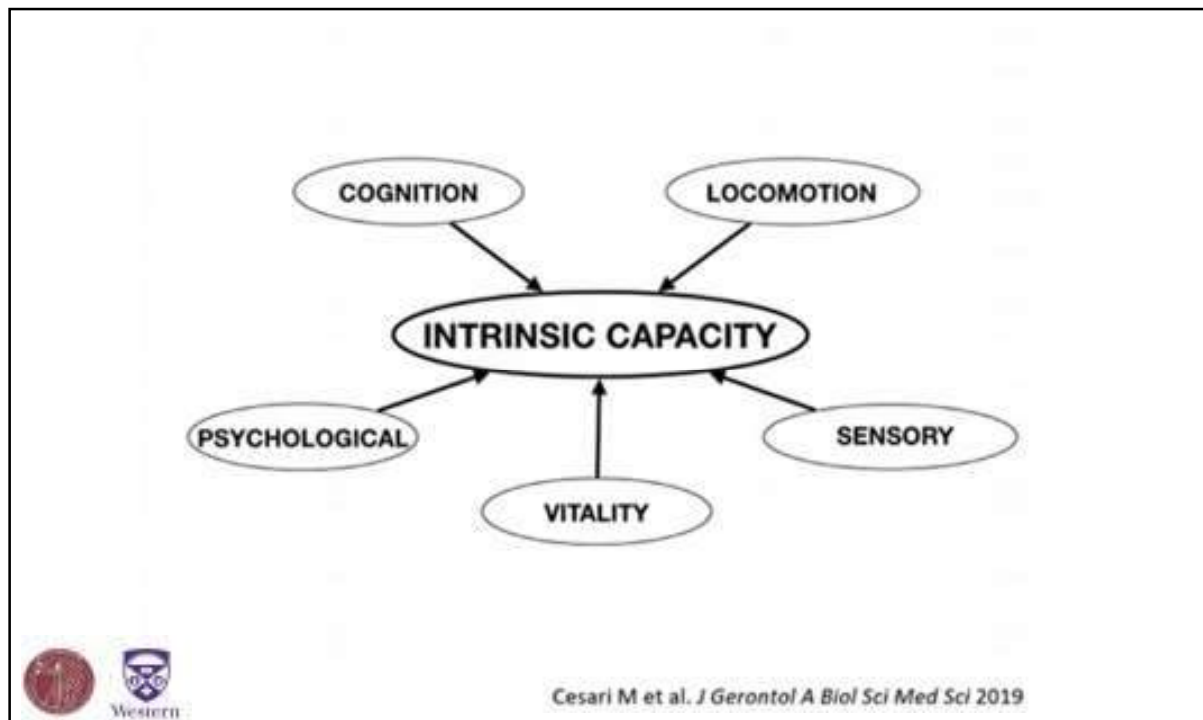 COGNITION
LOCOMOTION
INTRINSIC CAPACITY
PSYCHOLOGICAL
SENSORY
VITALITY
Western
Cesari M et al. J Gerontol A Biol Sci Med Sci 2019